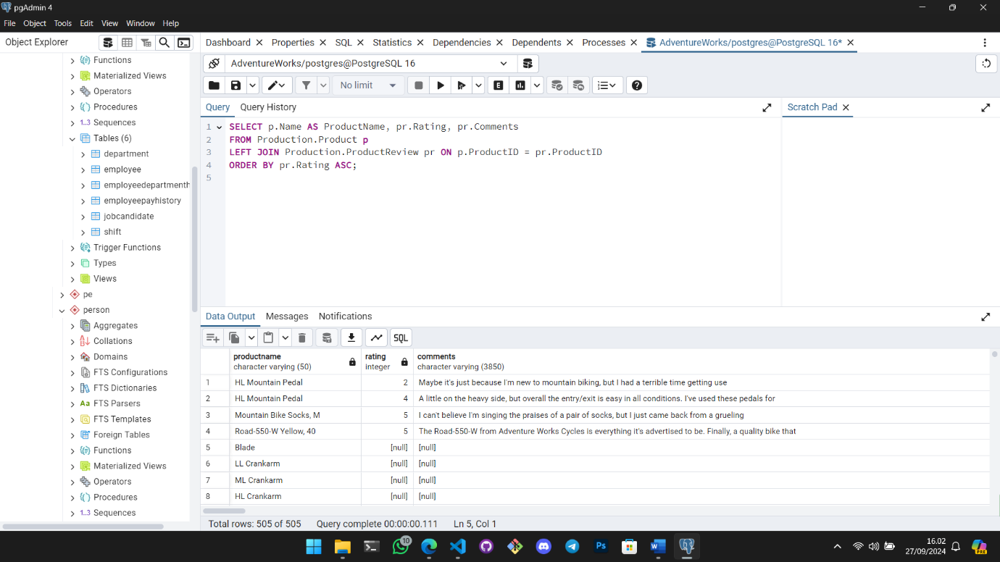 pgAdmin 4
File Object Tools Edit View Window Help
Object Explorer
Functions
Materialized Views
Operators
Procedures
1..3 Sequences
Tables (6)
department
employee
employeedepartmenth
employeepayhistory
jobcandidate
shift
Trigger Functions
Types
Views
pe
person
Aggregates
Collations
Domains
FTS Configurations
FTS Dictionaries
Aa FTS Parsers
FTS Templates
Foreign Tables
Functions
Materialized Views
Operators
Procedures
1..3 Sequences
Dashboard Properties SQL Statistics Dependencies Dependents Processes AdventureWorks/postgres@PostgreSQL 16*
AdventureWorks/postgres@PostgreSQL 16
No limit
E
Query Query History
Scratch Pad
1 SELECT p.Name AS ProductName, pr.Rating, pr.Comments
2 FROM Production.Product p
3 LEFT JOIN Production.ProductReview pr ON p.ProductID = pr.ProductID
4 ORDER BY pr.Rating ASC;
5
Data Output Messages Notifications
SQL
productname rating comments
character varying (50) integer character varying (3850)
1 HL Mountain Pedal 2 Maybe it's just because I'm new to mountain biking, but I had a terrible time getting use
2 HL Mountain Pedal 4 A little on the heavy side, but overall the entry/exit is easy in all conditions. I've used these pedals for
3 Mountain Bike Socks, M 5 I can't believe I'm singing the praises of a pair of socks, but I just came back from a grueling
4 Road-550-W Yellow, 40 5 The Road-550-W from Adventure Works Cycles is everything it's advertised to be. Finally, a quality bike that
5 Blade [null] [null]
6 LL Crankarm [null] [null]
7 ML Crankarm [null] [null]
8 HL Crankarm [null] [null]
Total rows: 505 of 505 Query complete 00:00:00.111 Ln 5, Col 1
10
Ps
W
16.02
27/09/2024
PRE